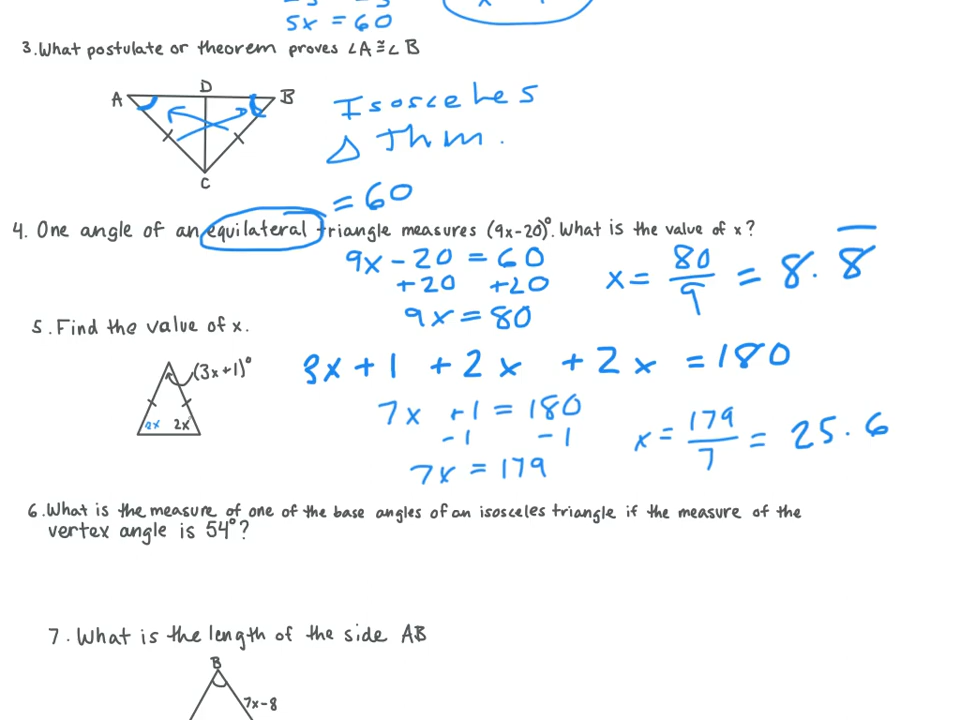 5x = 60
3. What postulate or theorem proves ∠A ≅ ∠B
A D B
C
Isosceles
△ Thm.
= 60
4. One angle of an equilateral triangle measures (9x-20)°. What is the value of x?
9x - 20 = 60
+20 +20
9x = 80
x = 80/9 = 8.8̅
5. Find the value of x.
(3x+1)°
2x 2x°
3x + 1 + 2x + 2x = 180
7x + 1 = 180
-1 -1
7x = 179
x = 179/7 = 25.6
6. What is the measure of one of the base angles of an isosceles triangle if the measure of the
vertex angle is 54°?
7. What is the length of the side AB
B
7x-8